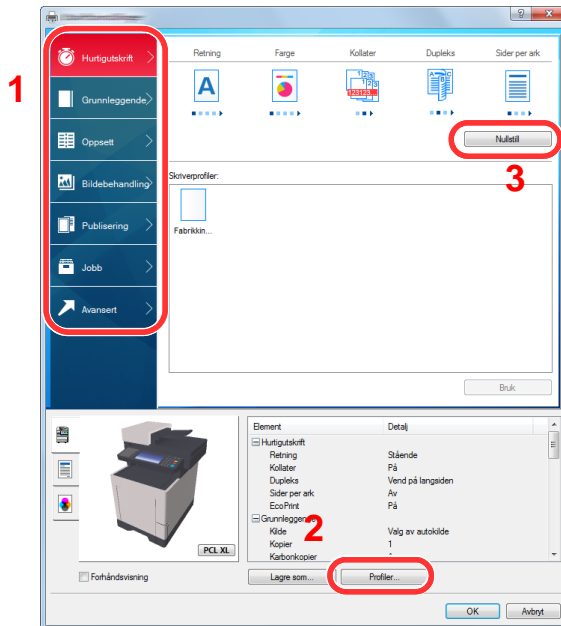 1
Hurtigutskrift
Grunnleggende
Oppsett
Bildebehandling
Publisering
Jobb
Avansert
Retning Farge Kollater Dupleks Sider per ark
A
Nullstill
3
Skriverprofiler:
Fabrikkin...
Bruk
Element Detalj
Hurtigutskrift
Retning Stående
Kollater På
Dupleks Vend på langsiden
Sider per ark Av
EcoPrint På
Grunnleggende
2
Kilde Valg av autokilde
Kopier 1
Karbonkopier
PCL XL
Forhåndsvisning
Lagre som... Profiler...
OK Avbryt